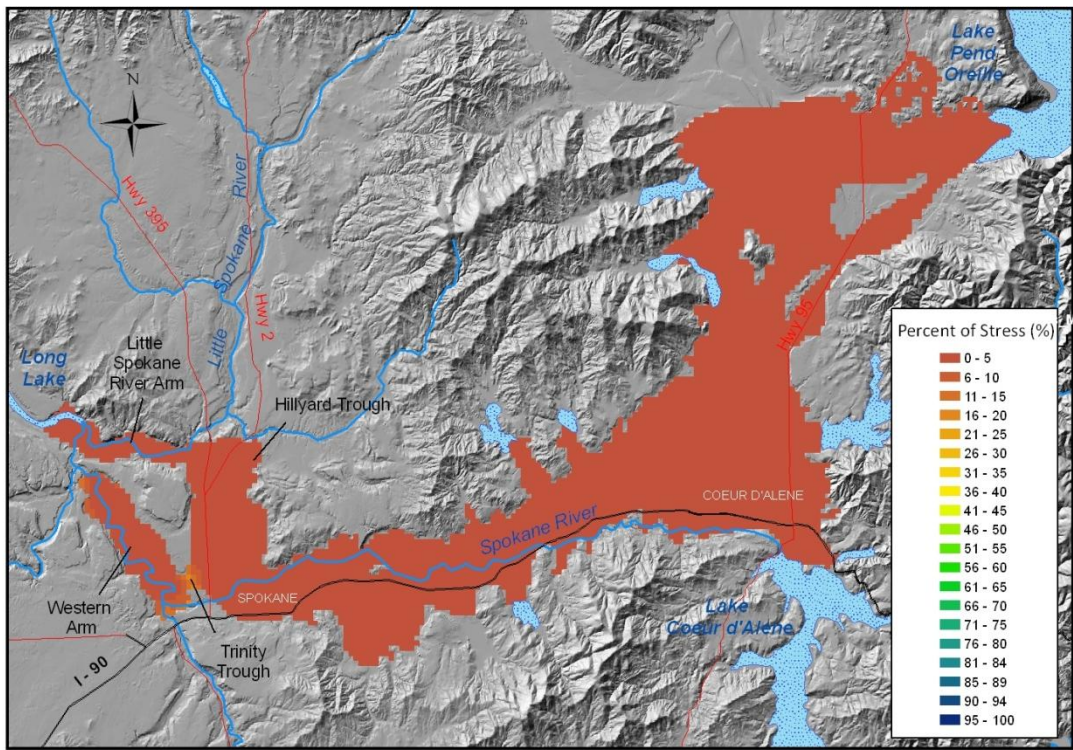 Lake
Pend
Oreille
N
Hwy 395
Little Spokane River
Hwy 2
Hwy 95
Long
Lake
Little
Spokane
River Arm
Hillyard Trough
COEUR D'ALENE
Spokane River
SPOKANE
Western
Arm
Trinity
Trough
I - 90
Lake
Coeur d'Alene
Percent of Stress (%)
0 - 5
6 - 10
11 - 15
16 - 20
21 - 25
26 - 30
31 - 35
36 - 40
41 - 45
46 - 50
51 - 55
56 - 60
61 - 65
66 - 70
71 - 75
76 - 80
81 - 84
85 - 89
90 - 94
95 - 100